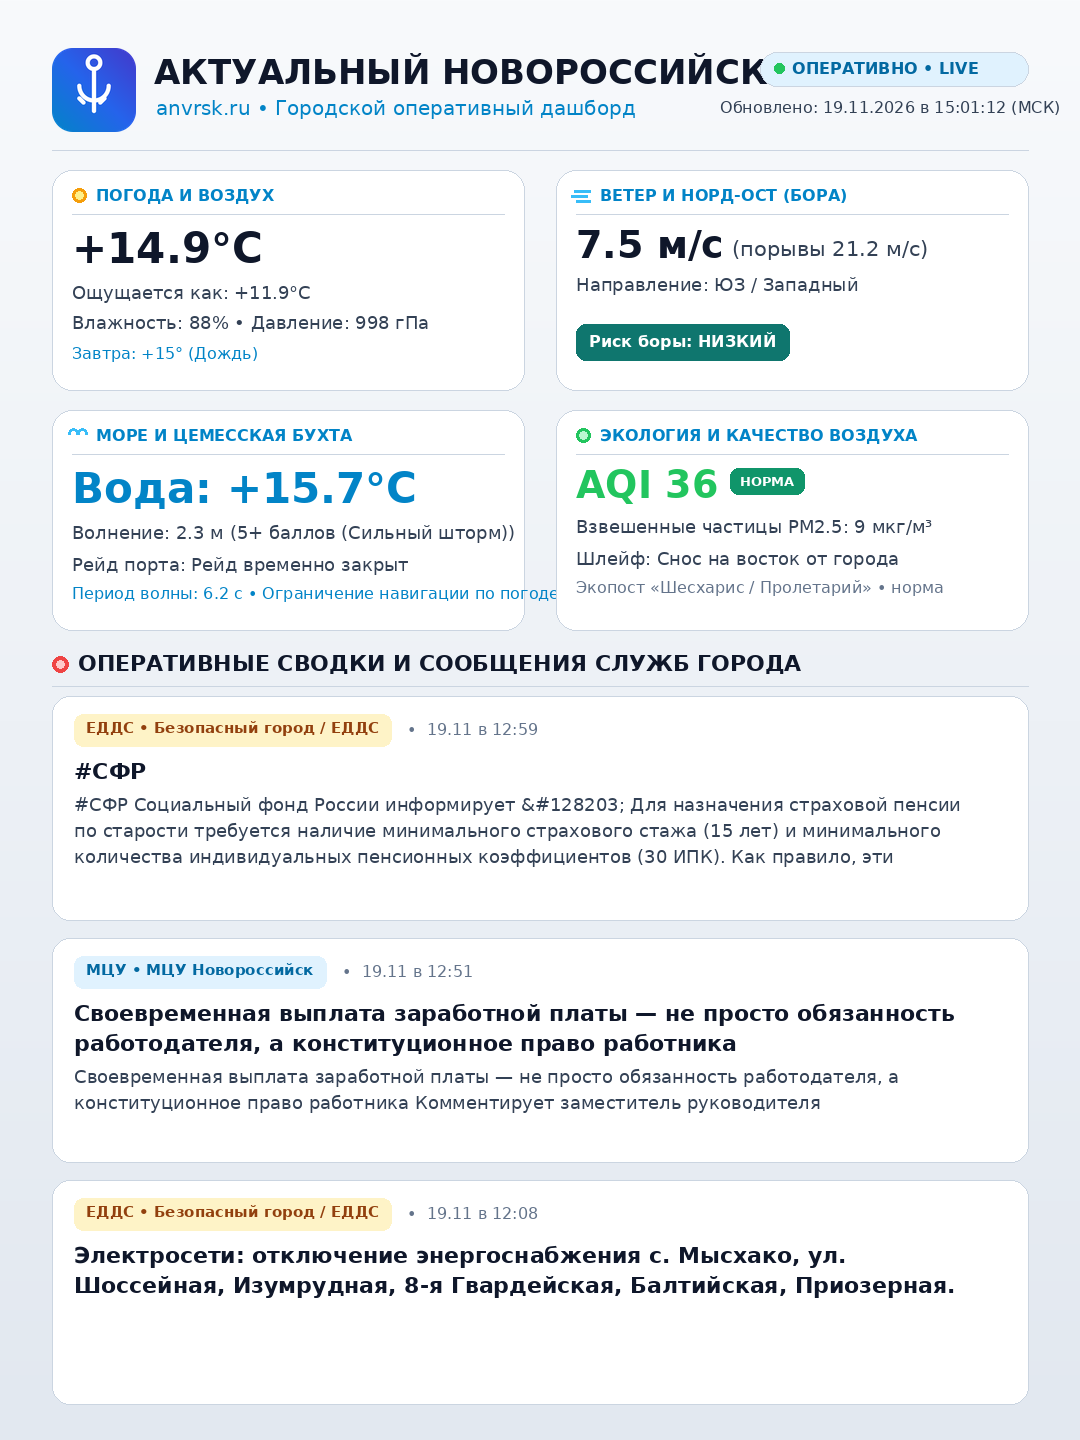 АКТУАЛЬНЫЙ НОВОРОССИЙСК
ОПЕРАТИВНО • LIVE
anvrsk.ru • Городской оперативный дашборд
Обновлено: 19.11.2026 в 15:01:12 (МСК)
ПОГОДА И ВОЗДУХ
+14.9°C
Ощущается как: +11.9°C
Влажность: 88% • Давление: 998 гПа
Завтра: +15° (Дождь)
ВЕТЕР И НОРД-ОСТ (БОРА)
7.5 м/с (порывы 21.2 м/с)
Направление: ЮЗ / Западный
Риск боры: НИЗКИЙ
МОРЕ И ЦЕМЕССКАЯ БУХТА
Вода: +15.7°C
Волнение: 2.3 м (5+ баллов (Сильный шторм))
Рейд порта: Рейд временно закрыт
Период волны: 6.2 с • Ограничение навигации по погоде
ЭКОЛОГИЯ И КАЧЕСТВО ВОЗДУХА
AQI 36 НОРМА
Взвешенные частицы PM2.5: 9 мкг/м³
Шлейф: Снос на восток от города
Экопост «Шесхарис / Пролетарий» • норма
ОПЕРАТИВНЫЕ СВОДКИ И СООБЩЕНИЯ СЛУЖБ ГОРОДА
ЕДДС • Безопасный город / ЕДДС • 19.11 в 12:59
#СФР
#СФР Социальный фонд России информирует &#128203; Для назначения страховой пенсии
по старости требуется наличие минимального страхового стажа (15 лет) и минимального
количества индивидуальных пенсионных коэффициентов (30 ИПК). Как правило, эти
МЦУ • МЦУ Новороссийск • 19.11 в 12:51
Своевременная выплата заработной платы — не просто обязанность
работодателя, а конституционное право работника
Своевременная выплата заработной платы — не просто обязанность работодателя, а
конституционное право работника Комментирует заместитель руководителя
ЕДДС • Безопасный город / ЕДДС • 19.11 в 12:08
Электросети: отключение энергоснабжения с. Мысхако, ул.
Шоссейная, Изумрудная, 8-я Гвардейская, Балтийская, Приозерная.